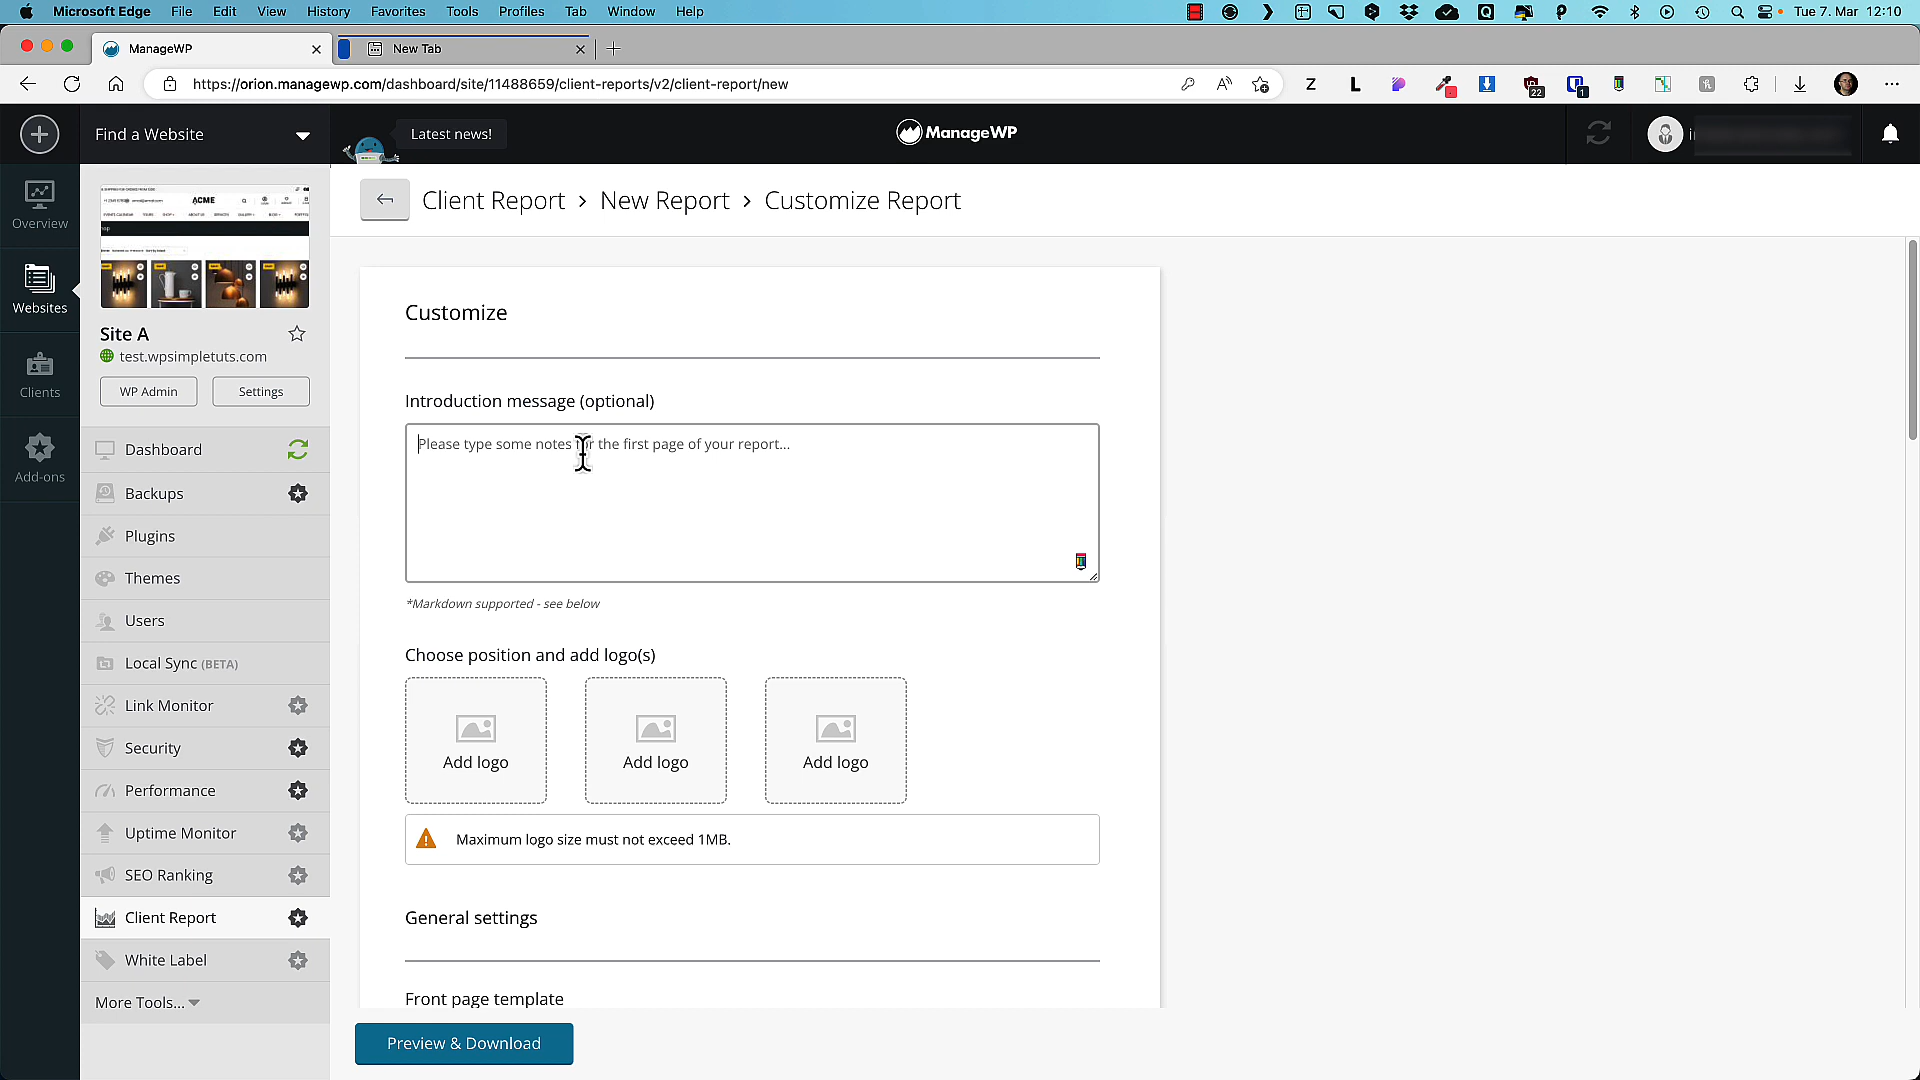 Microsoft Edge File Edit View History Favorites Tools Profiles Tab Window Help
Tue 7. Mar 12:10
ManageWP
New Tab
https://orion.managewp.com/dashboard/site/11488659/client-reports/v2/client-report/new
Z
L
22
1
Find a Website
Latest news!
ManageWP
Overview
Websites
Clients
Add-ons
ACME
Site A
test.wpsimpletuts.com
WP Admin
Settings
Dashboard
Backups
Plugins
Themes
Users
Local Sync (BETA)
Link Monitor
Security
Performance
Uptime Monitor
SEO Ranking
Client Report
White Label
More Tools...
Client Report > New Report > Customize Report
Customize
Introduction message (optional)
Please type some notes for the first page of your report...
*Markdown supported - see below
Choose position and add logo(s)
Add logo
Add logo
Add logo
Maximum logo size must not exceed 1MB.
General settings
Front page template
Preview & Download